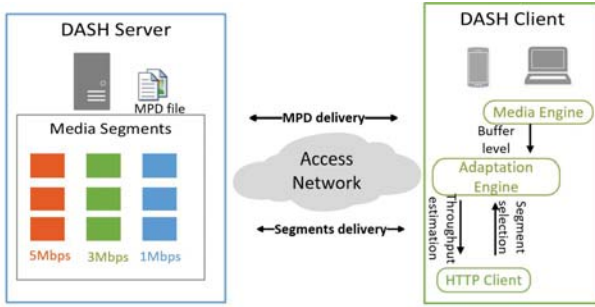 DASH Server
MPD file
Media Segments
5Mbps
3Mbps
1Mbps
MPD delivery
Access
Network
Segments delivery
DASH Client
Media Engine
Buffer
level
Adaptation
Engine
Throughput
estimation
Segment
selection
HTTP Client